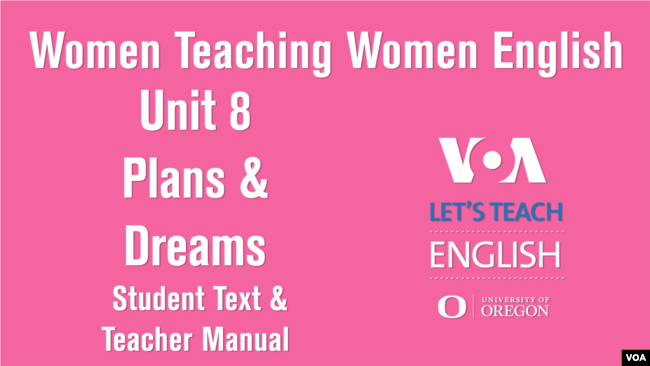 Women Teaching Women English
Unit 8
Plans &
Dreams
Student Text &
Teacher Manual
VOA
LET'S TEACH
ENGLISH
O UNIVERSITY OF
OREGON
VOA